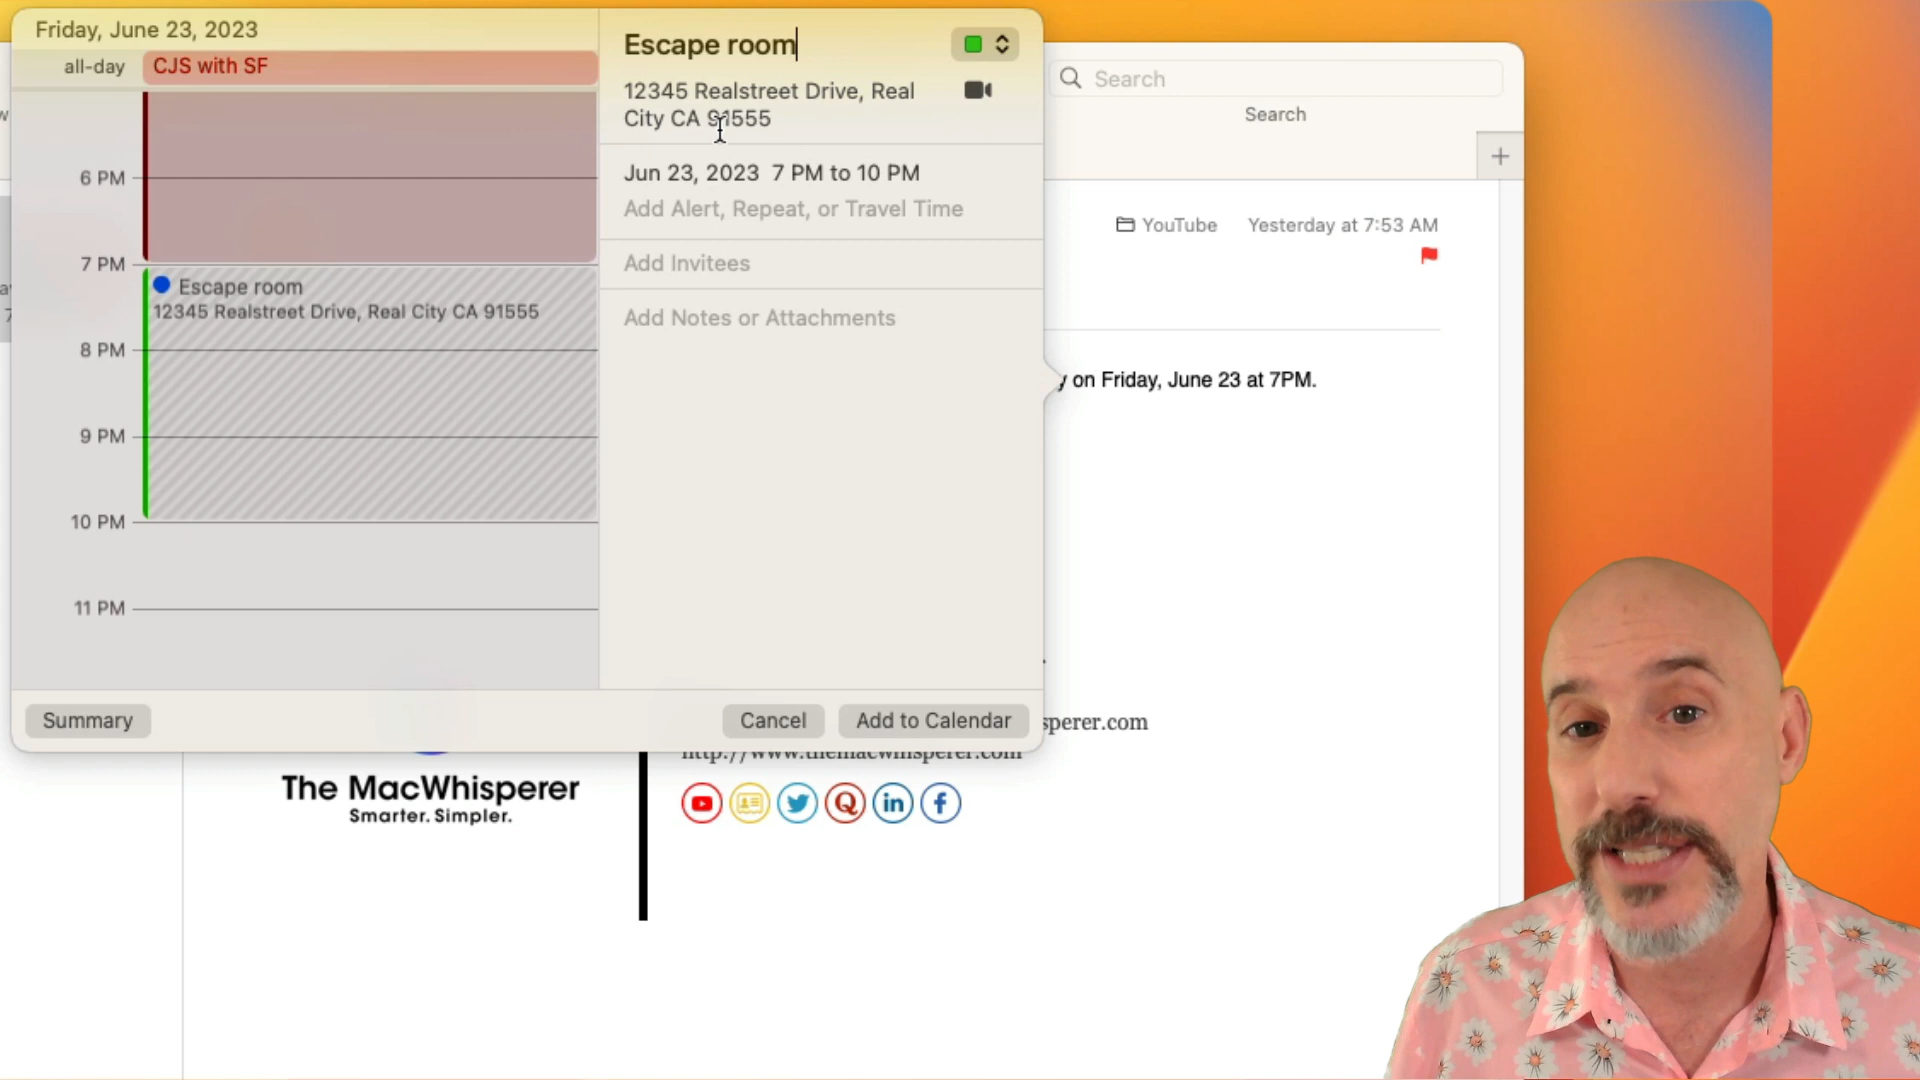 Friday, June 23, 2023
all-day
CJS with SF
6 PM
7 PM
Escape room
12345 Realstreet Drive, Real City CA 91555
8 PM
9 PM
10 PM
11 PM
Escape room
12345 Realstreet Drive, Real
City CA 91555
Jun 23, 2023 7 PM to 10 PM
Add Alert, Repeat, or Travel Time
Add Invitees
Add Notes or Attachments
Summary
Cancel
Add to Calendar
Search
Search
YouTube
Yesterday at 7:53 AM
y on Friday, June 23 at 7PM.
sperer.com
http://www.themacwhisperer.com
The MacWhisperer
Smarter. Simpler.